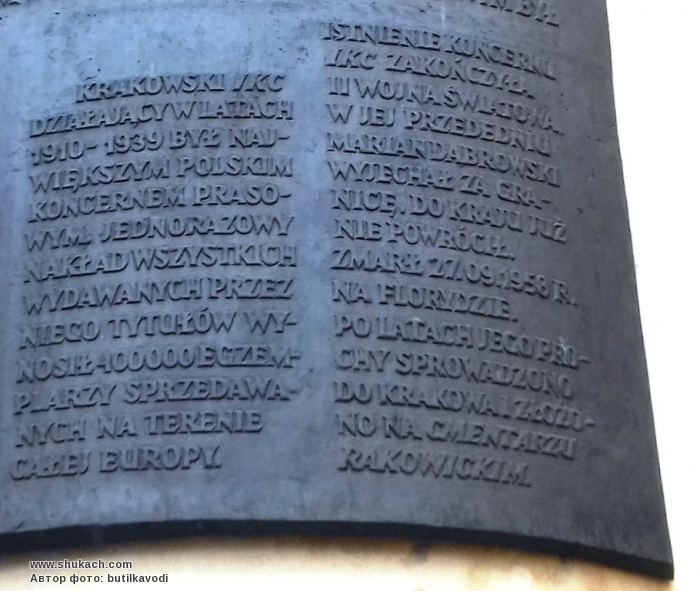 BYŁ
KRAKOWSKI IKC
DZIAŁAJĄCY W LATACH
1910-1939 BYŁ NAJ-
WIĘKSZYM POLSKIM
KONCERNEM PRASO-
WYM. JEDNORAZOWY
NAKŁAD WSZYSTKICH
WYDAWANYCH PRZEZ
NIEGO TYTUŁÓW WY-
NOSIŁ 400000 EGZEM-
PLARZY SPRZEDAWA-
NYCH NA TERENIE
CAŁEJ EUROPY.
ISTNIENIE KONCERNU
IKC ZAKOŃCZYŁA
II WOJNA ŚWIATOWA.
W JEJ PRZEDEDNIU
MARIAN DĄBROWSKI
WYJECHAŁ ZA GRA-
NICĘ. DO KRAJU JUŻ
NIE POWRÓCIŁ.
ZMARŁ 27.09.1958 R.
NA FLORYDZIE.
PO LATACH JEGO PRO-
CHY SPROWADZONO
DO KRAKOWA I ZŁOŻO-
NO NA CMENTARZU
RAKOWICKIM.
www.shukach.com
Автор фото: butilkavodi